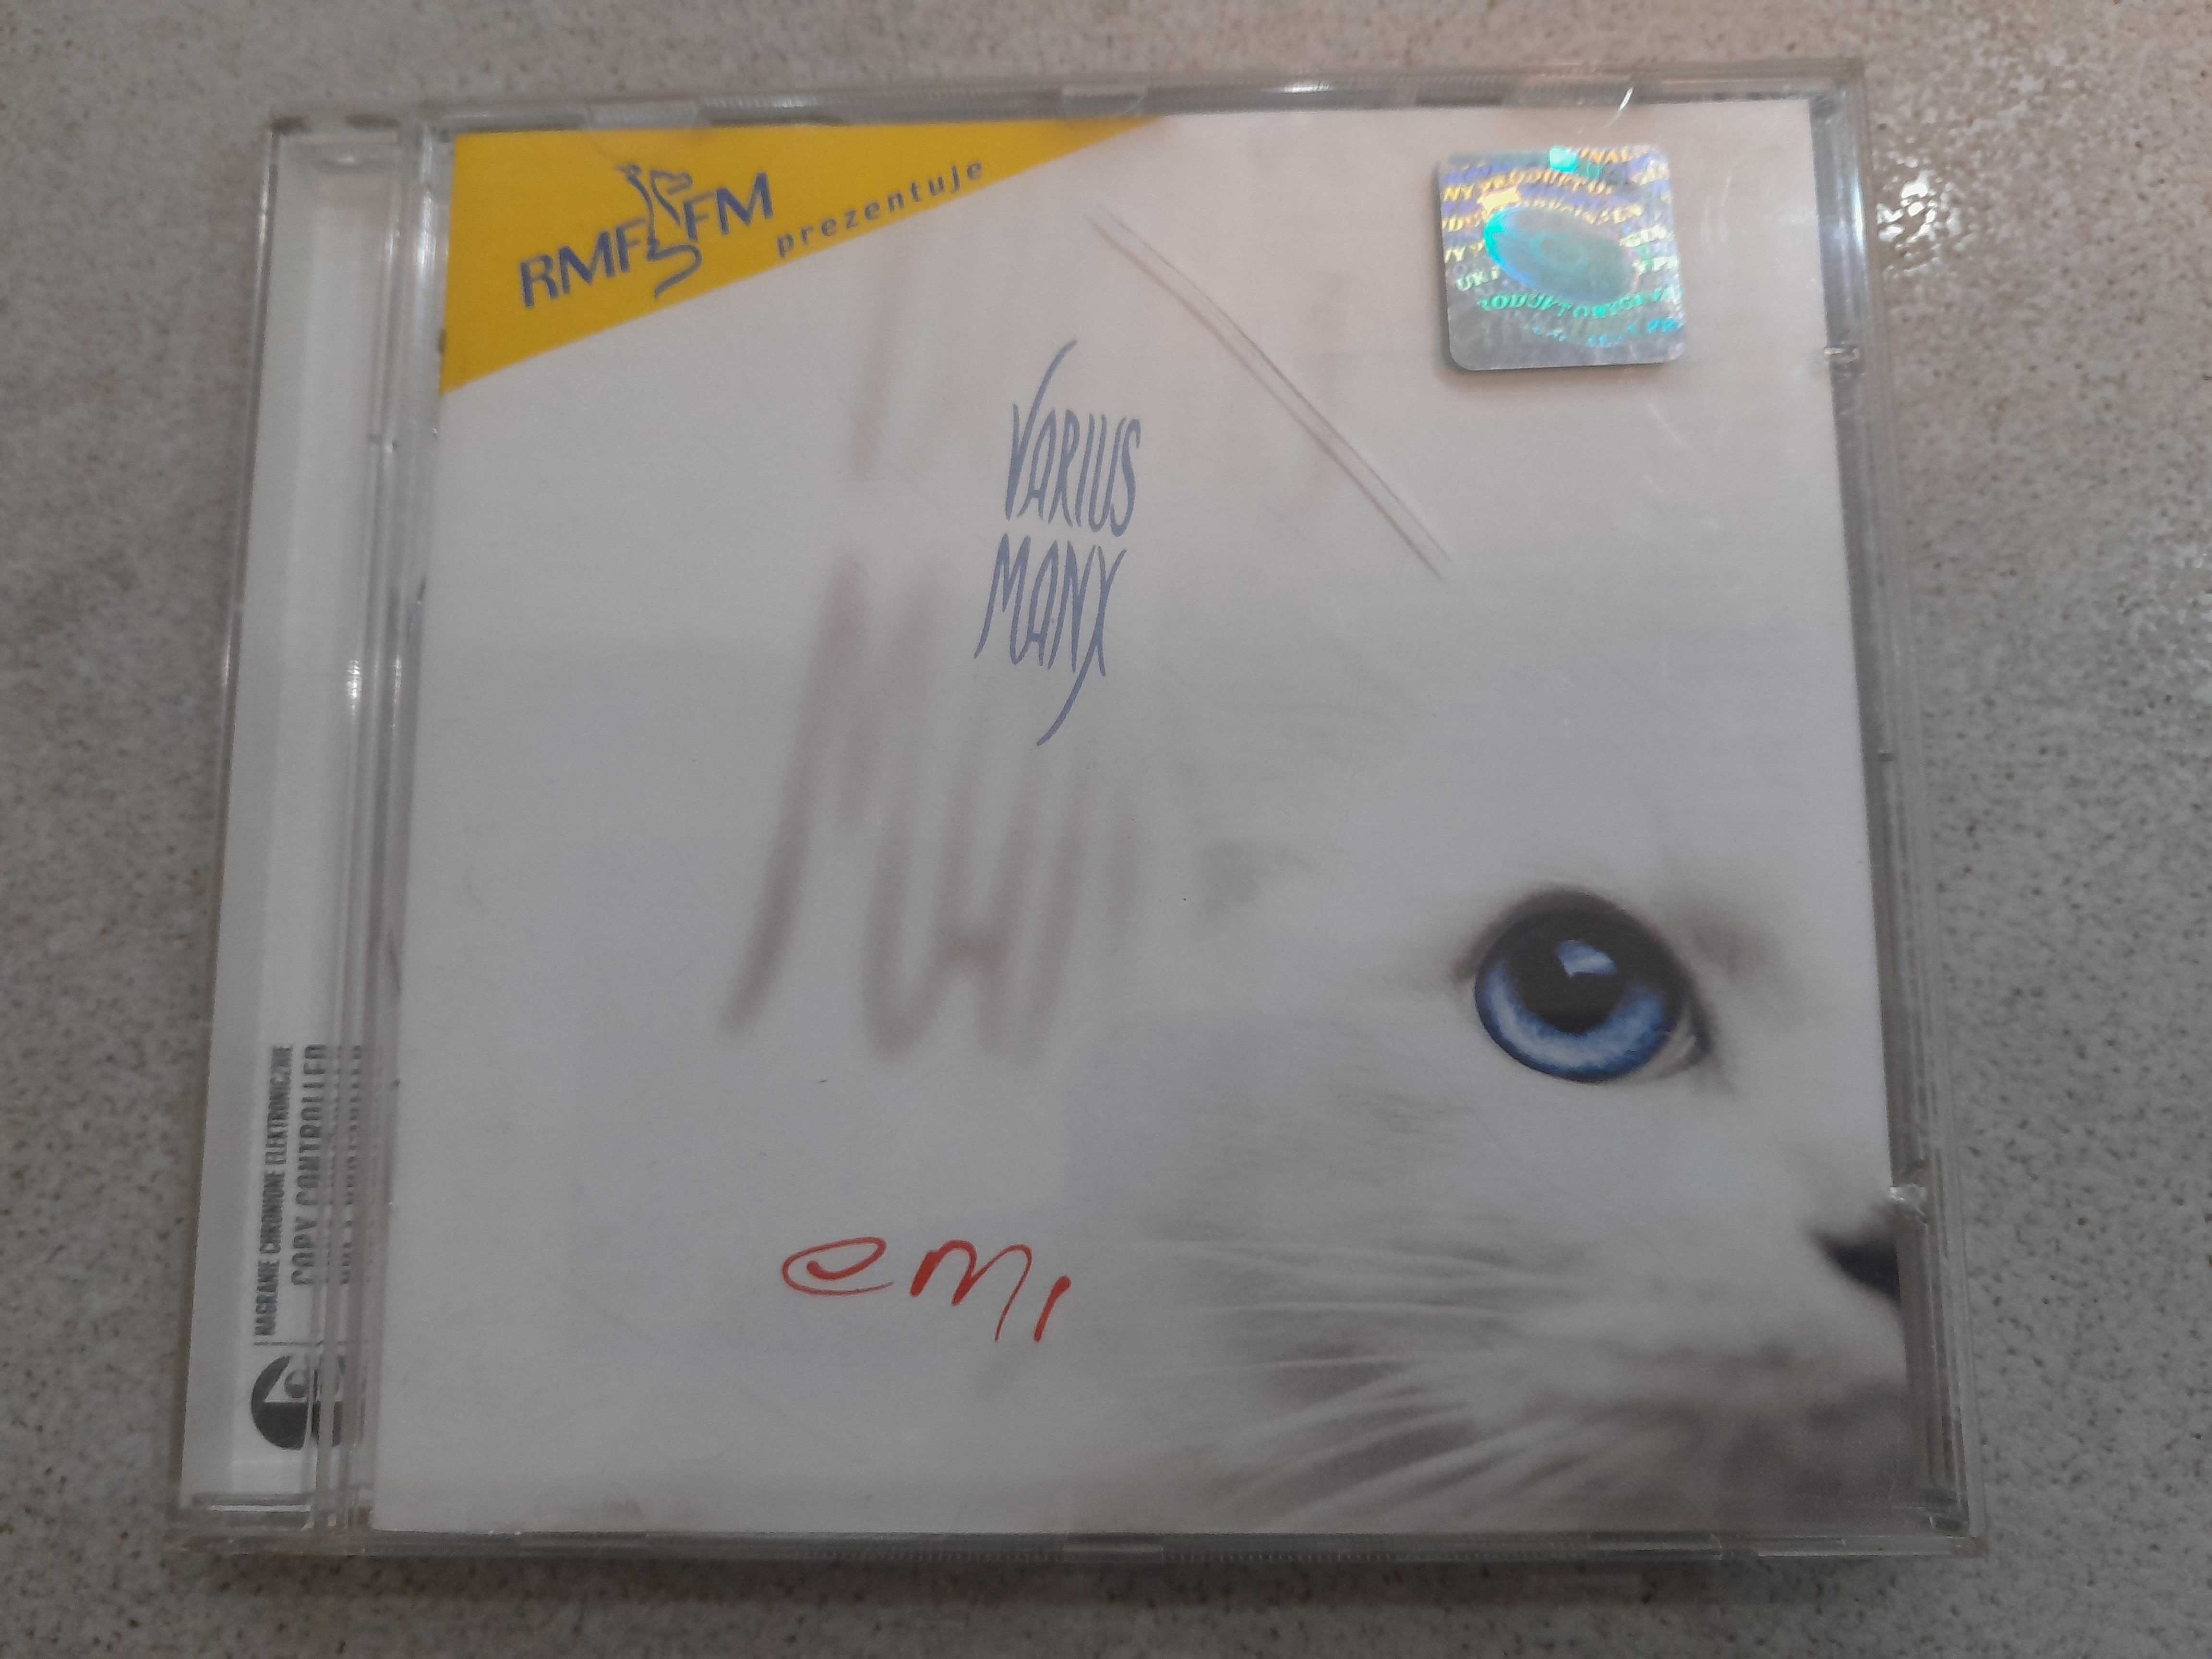 RMF FM
prezentuje
VARIUS
MANX
emi
NAGRANIE CHRONIONE ELEKTRONICZNIE
COPY CONTROLLED